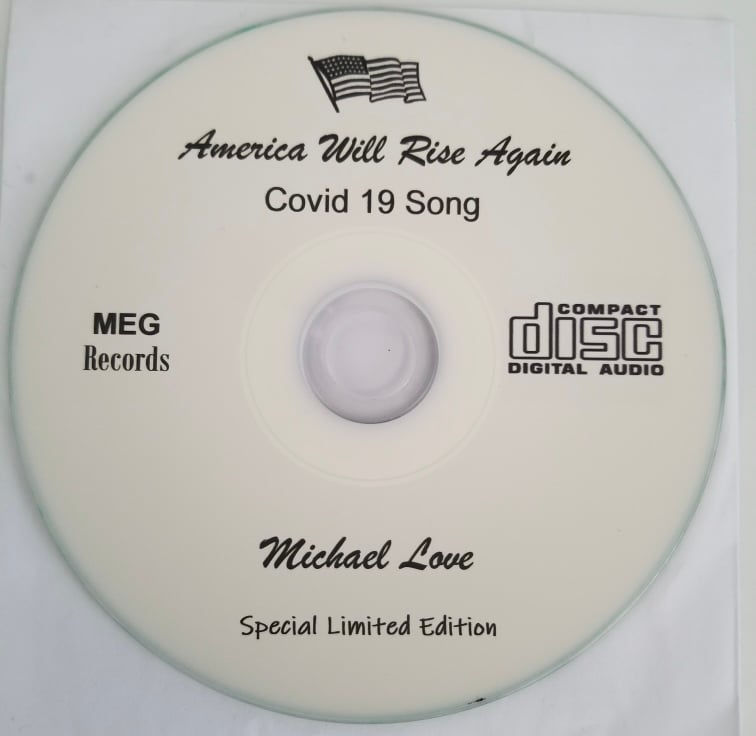 America Will Rise Again
Covid 19 Song
MEG
Records
COMPACT
disc
DIGITAL AUDIO
Michael Love
Special Limited Edition